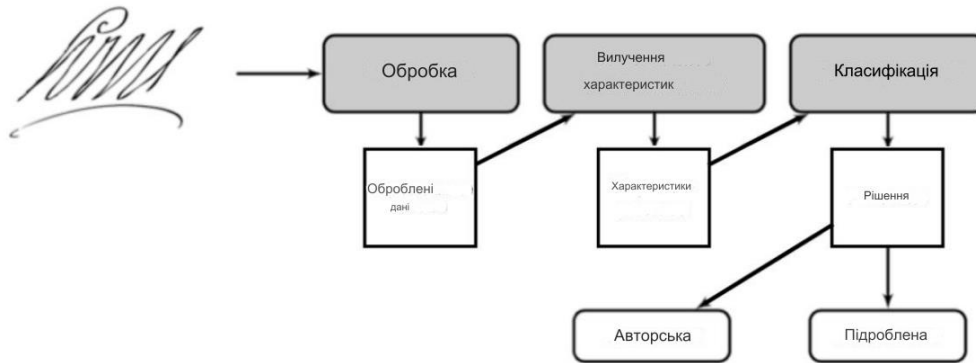 Обробка
Вилучення
характеристик
Класифікація
Оброблені
дані
Характеристики
Рішення
Авторська
Підроблена